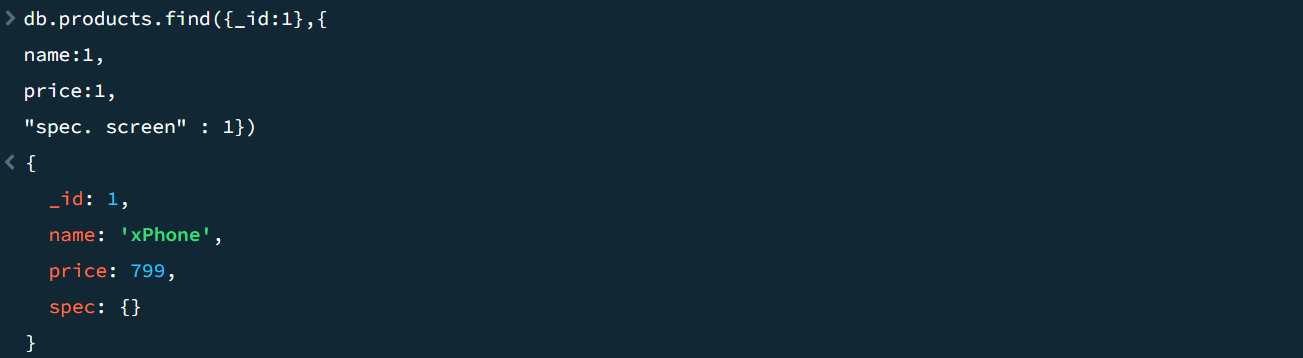 db.products.find({_id:1},{
name:1,
price:1,
"spec. screen" : 1})
{
_id: 1,
name: 'xPhone',
price: 799,
spec: {}
}